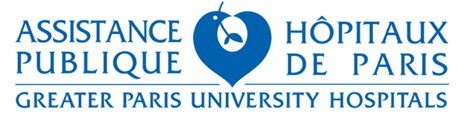 ASSISTANCE HÔPITAUX
PUBLIQUE DE PARIS
GREATER PARIS UNIVERSITY HOSPITALS